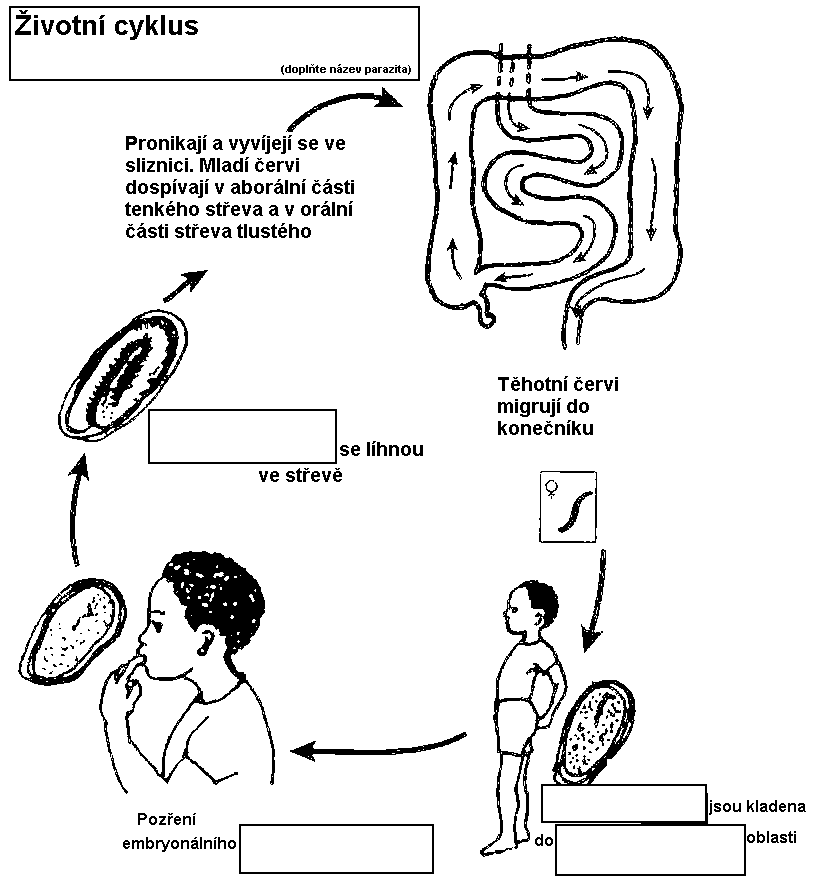 Životní cyklus
(doplňte název parazita)
Pronikají a vyvíjejí se ve
sliznici. Mladí červi
dospívají v aborální části
tenkého střeva a v orální
části střeva tlustého
Těhotní červi
migrují do
konečníku
se líhnou
ve střevě
♀
jsou kladena
do
oblasti
Pozření
embryonálního